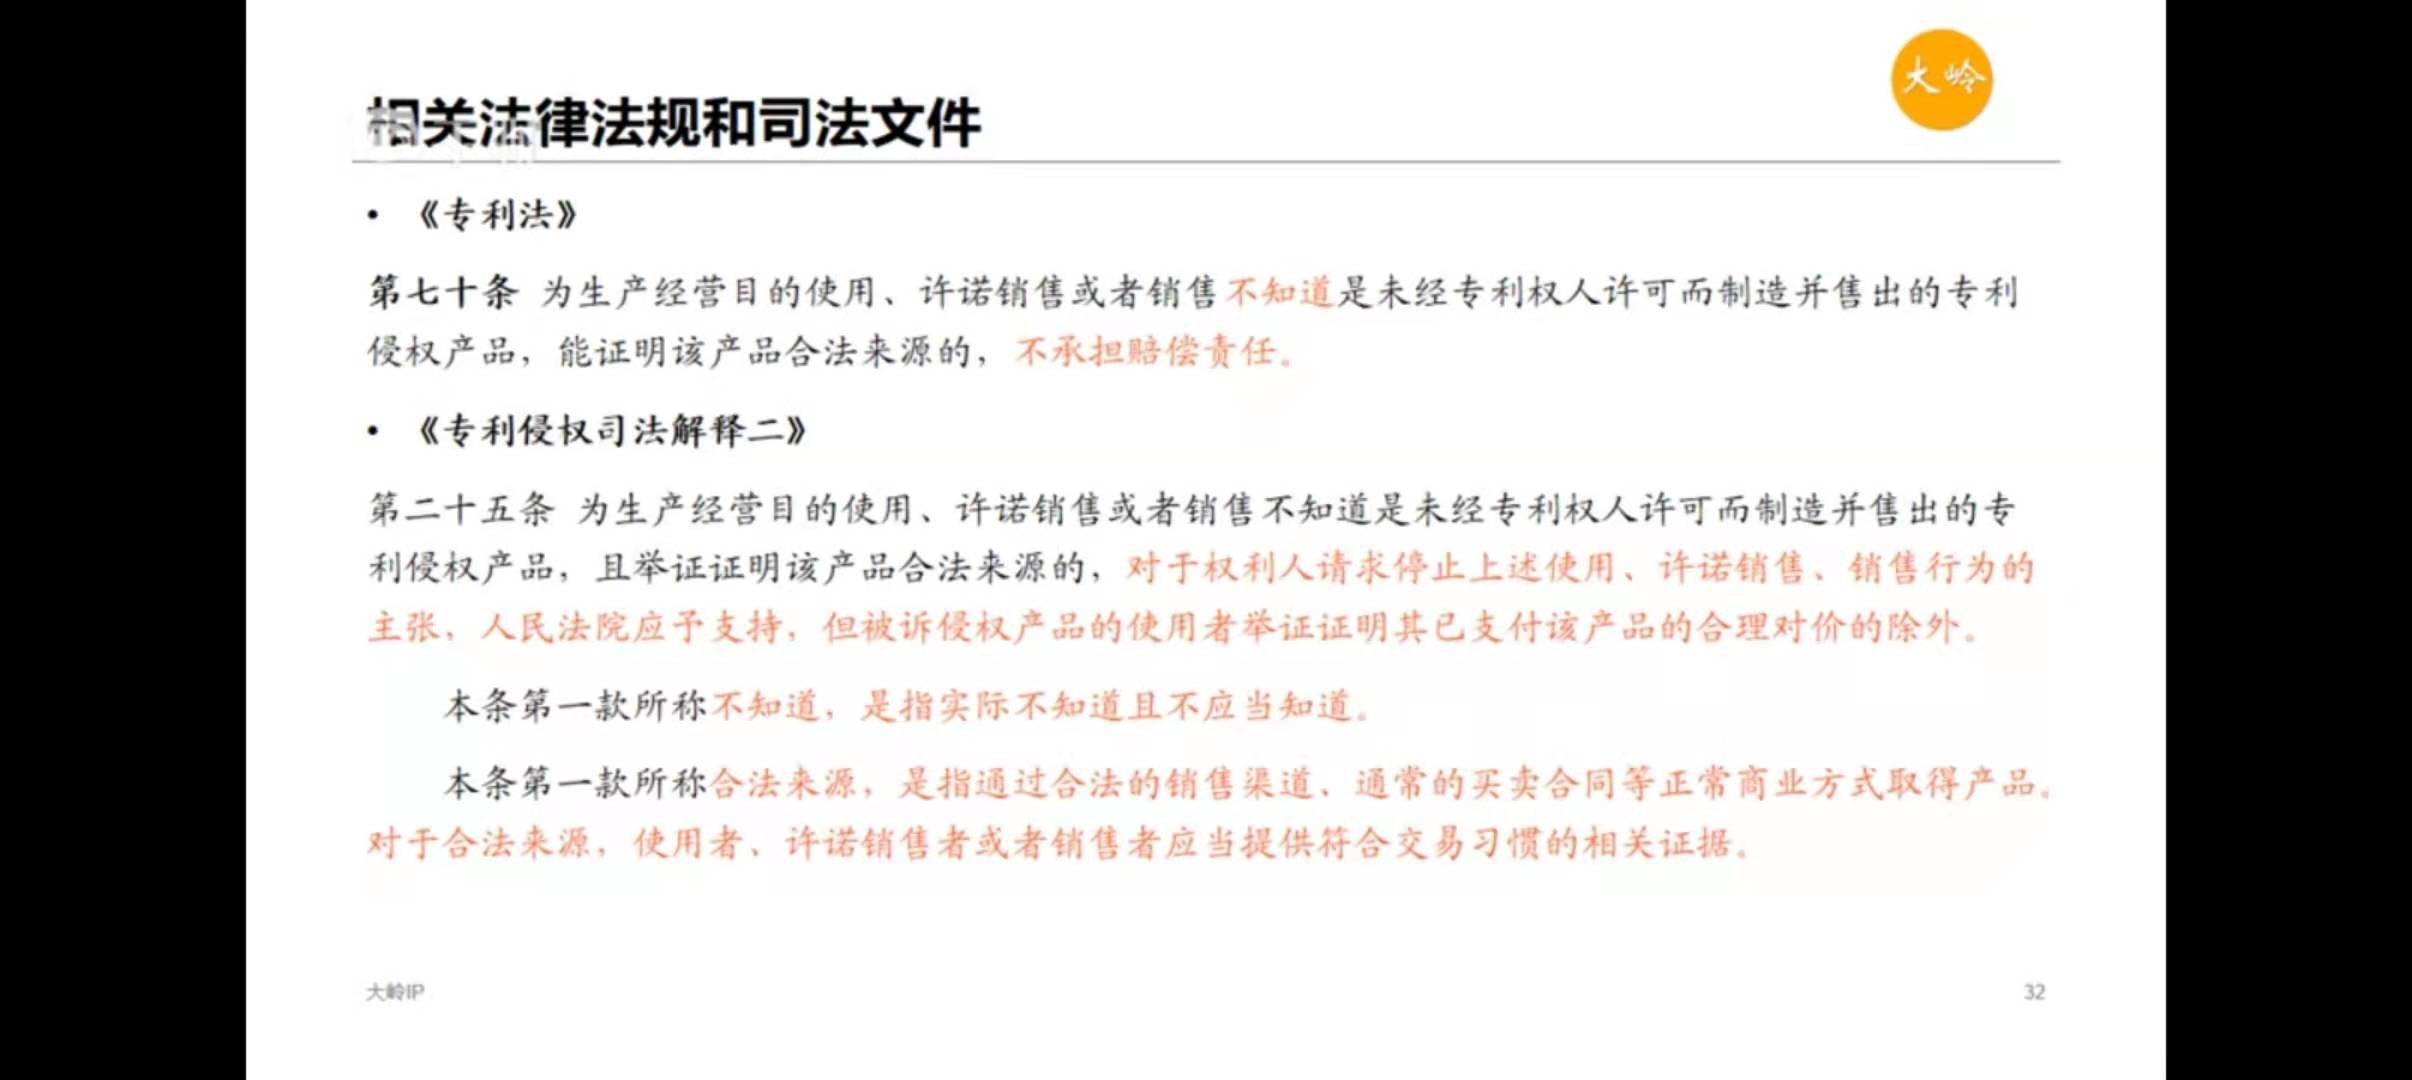 大岭
相关法律法规和司法文件
• 《专利法》
第七十条 为生产经营目的使用、许诺销售或者销售不知道是未经专利权人许可而制造并售出的专利
侵权产品，能证明该产品合法来源的，不承担赔偿责任。
• 《专利侵权司法解释二》
第二十五条 为生产经营目的使用、许诺销售或者销售不知道是未经专利权人许可而制造并售出的专
利侵权产品，且举证证明该产品合法来源的，对于权利人请求停止上述使用、许诺销售、销售行为的
主张，人民法院应予支持，但被诉侵权产品的使用者举证证明其已支付该产品的合理对价的除外。
本条第一款所称不知道，是指实际不知道且不应当知道。
本条第一款所称合法来源，是指通过合法的销售渠道、通常的买卖合同等正常商业方式取得产品。
对于合法来源，使用者、许诺销售者或者销售者应当提供符合交易习惯的相关证据。
大岭IP
32